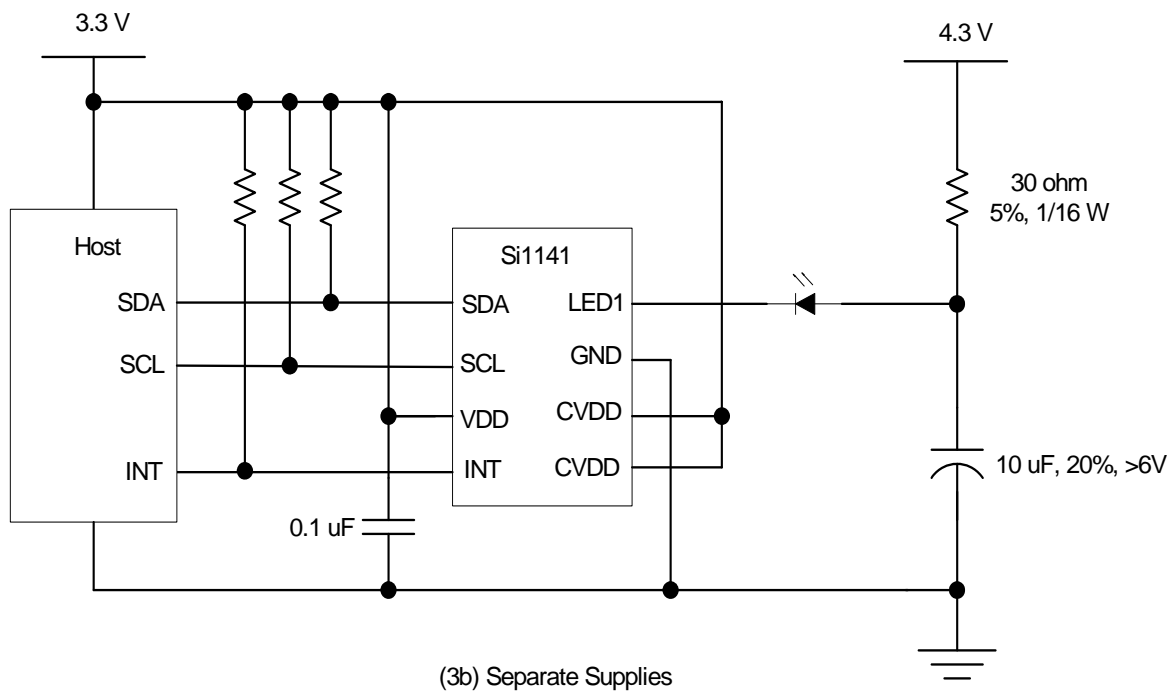 3.3 V
4.3 V
30 ohm
5%, 1/16 W
Host
Si1141
SDA
SDA
LED1
SCL
SCL
GND
VDD
CVDD
INT
INT
CVDD
10 uF, 20%, >6V
0.1 uF
(3b) Separate Supplies